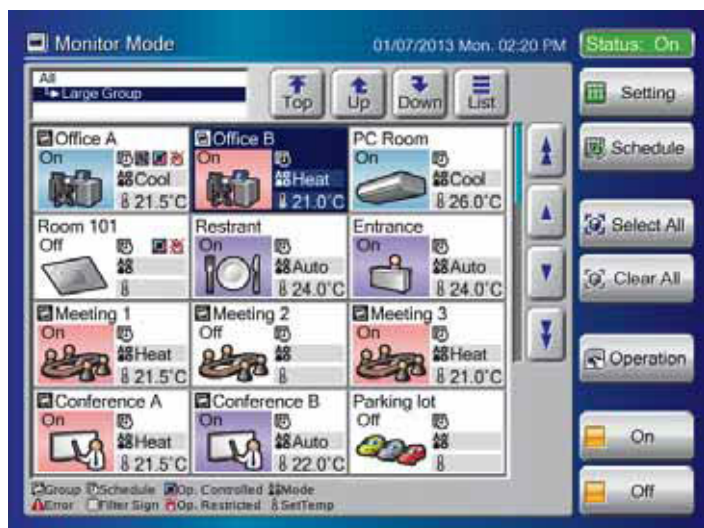 Monitor Mode 01/07/2013 Mon. 02:20 PM Status: On
All
Large Group
Top Up Down List
Setting
Schedule
Select All
Clear All
Operation
On
Off
Office A
On
Cool
21.5°C
Office B
On
Heat
21.0°C
PC Room
On
Cool
26.0°C
Room 101
Off
Restrant
On
Auto
24.0°C
Entrance
On
Auto
24.0°C
Meeting 1
On
Heat
21.5°C
Meeting 2
Off
Meeting 3
On
Heat
21.0°C
Conference A
On
Heat
21.5°C
Conference B
On
Auto
22.0°C
Parking lot
Off
Group Schedule Op. Controlled Mode
Error Filter Sign Op. Restricted SetTemp